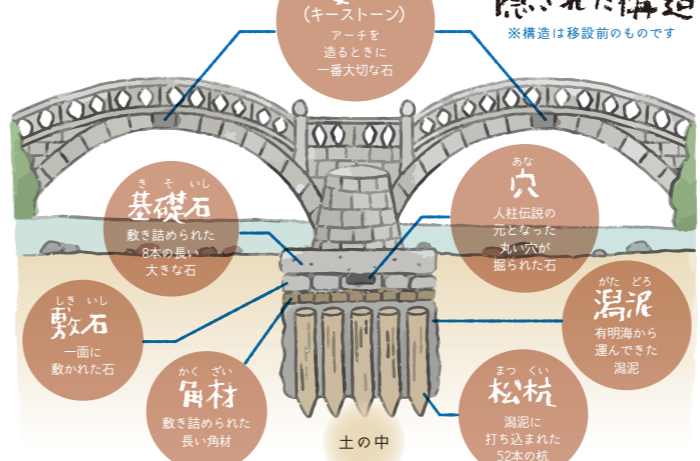 隠された構造
※構造は移設前のものです
(キーストーン)
アーチを
造るときに
一番大切な石
きそいし
基礎石
敷き詰められた
8本の長い
大きな石
あな
穴
人柱伝説の
元となった
丸い穴が
掘られた石
しきいし
敷石
一面に
敷かれた石
がたどろ
潟泥
有明海から
運んできた
潟泥
かくざい
角材
敷き詰められた
長い角材
まつくい
松杭
潟泥に
打ち込まれた
52本の杭
土の中